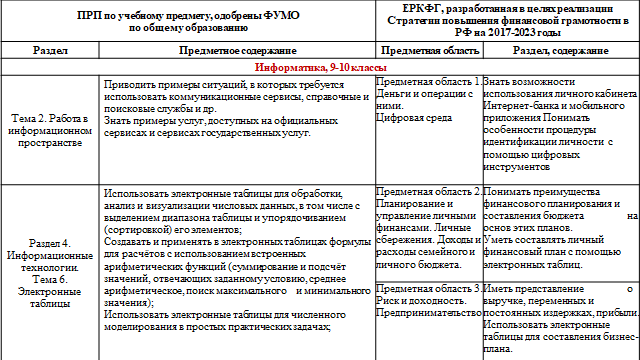 ПРП по учебному предмету, одобрены ФУМО
по общему образованию
ЕРКФГ, разработанная в целях реализации
Стратегии повышения финансовой грамотности в
РФ на 2017-2023 годы
Раздел
Предметное содержание
Предметная область
Раздел, содержание
Информатика, 9-10 классы
Тема 2. Работа в
информационном
пространстве
Приводить примеры ситуаций, в которых требуется
использовать коммуникационные сервисы, справочные и
поисковые службы и др.
Знать примеры услуг, доступных на официальных
сервисах и сервисах государственных услуг.
Предметная область 1.
Деньги и операции с
ними.
Цифровая среда
Знать возможности
использования личного кабинета
Интернет-банка и мобильного
приложения Понимать
особенности процедуры
идентификации личности с
помощью цифровых
инструментов
Раздел 4.
Информационные
технологии.
Тема 6.
Электронные
таблицы
Использовать электронные таблицы для обработки,
анализ и визуализации числовых данных, в том числе с
выделением диапазона таблицы и упорядочиванием
(сортировкой) его элементов;
Создавать и применять в электронных таблицах формулы
для расчётов с использованием встроенных
арифметических функций (суммирование и подсчёт
значений, отвечающих заданному условию, среднее
арифметическое, поиск максимального и минимального
значения);
Использовать электронные таблицы для численного
моделирования в простых практических задачах;
Предметная область 2.
Планирование и
управление личными
финансами. Личные
сбережения. Доходы и
расходы семейного и
личного бюджета.
Понимать преимущества
финансового планирования и
составления бюджета на
основ этих планов.
Уметь составлять личный
финансовый план с помощью
электронных таблиц.
Предметная область 3.
Риск и доходность.
Предпринимательство
Иметь представление о
выручке, переменных и
постоянных издержках, прибыли.
Использовать электронные
таблицы для составления бизнес-
плана.